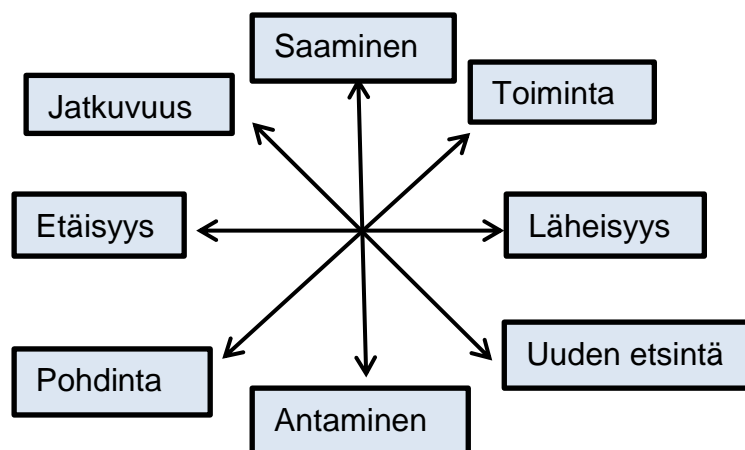 Saaminen
Jatkuvuus
Toiminta
Etäisyys
Läheisyys
Pohdinta
Uuden etsintä
Antaminen